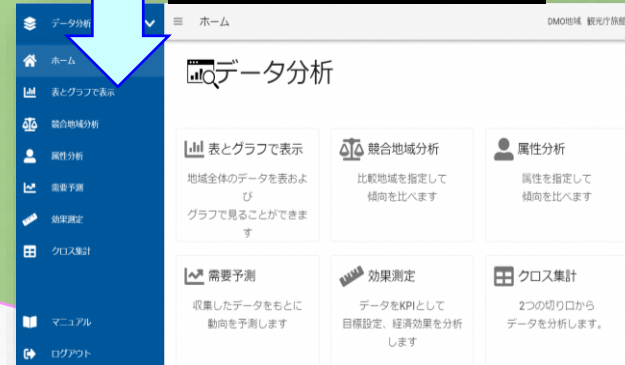 データ分析
ホーム
表とグラフで表示
競合地域分析
属性分析
需要予測
効果測定
クロス集計
マニュアル
ログアウト
ホーム
DMO地域 観光庁旅館
データ分析
表とグラフで表示
地域全体のデータを表およ
び
グラフで見ることができま
す
競合地域分析
比較地域を指定して
傾向を比べます
属性分析
属性を指定して
傾向を比べます
需要予測
収集したデータをもとに
動向を予測します
効果測定
データをKPIとして
目標設定、経済効果を分析
します
クロス集計
2つの切り口から
データを分析します。